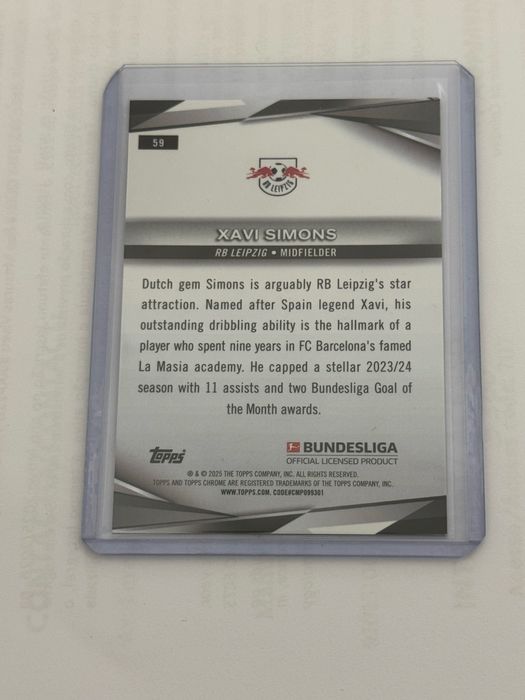 59
RB LEIPZIG
XAVI SIMONS
RB LEIPZIG • MIDFIELDER
Dutch gem Simons is arguably RB Leipzig's star
attraction. Named after Spain legend Xavi, his
outstanding dribbling ability is the hallmark of a
player who spent nine years in FC Barcelona's famed
La Masia academy. He capped a stellar 2023/24
season with 11 assists and two Bundesliga Goal of
the Month awards.
Topps
BUNDESLIGA
OFFICIAL LICENSED PRODUCT
® & © 2025 THE TOPPS COMPANY, INC. ALL RIGHTS RESERVED.
TOPPS AND TOPPS CHROME ARE REGISTERED TRADEMARKS OF THE TOPPS COMPANY, INC.
WWW.TOPPS.COM. CODE#CMP099301